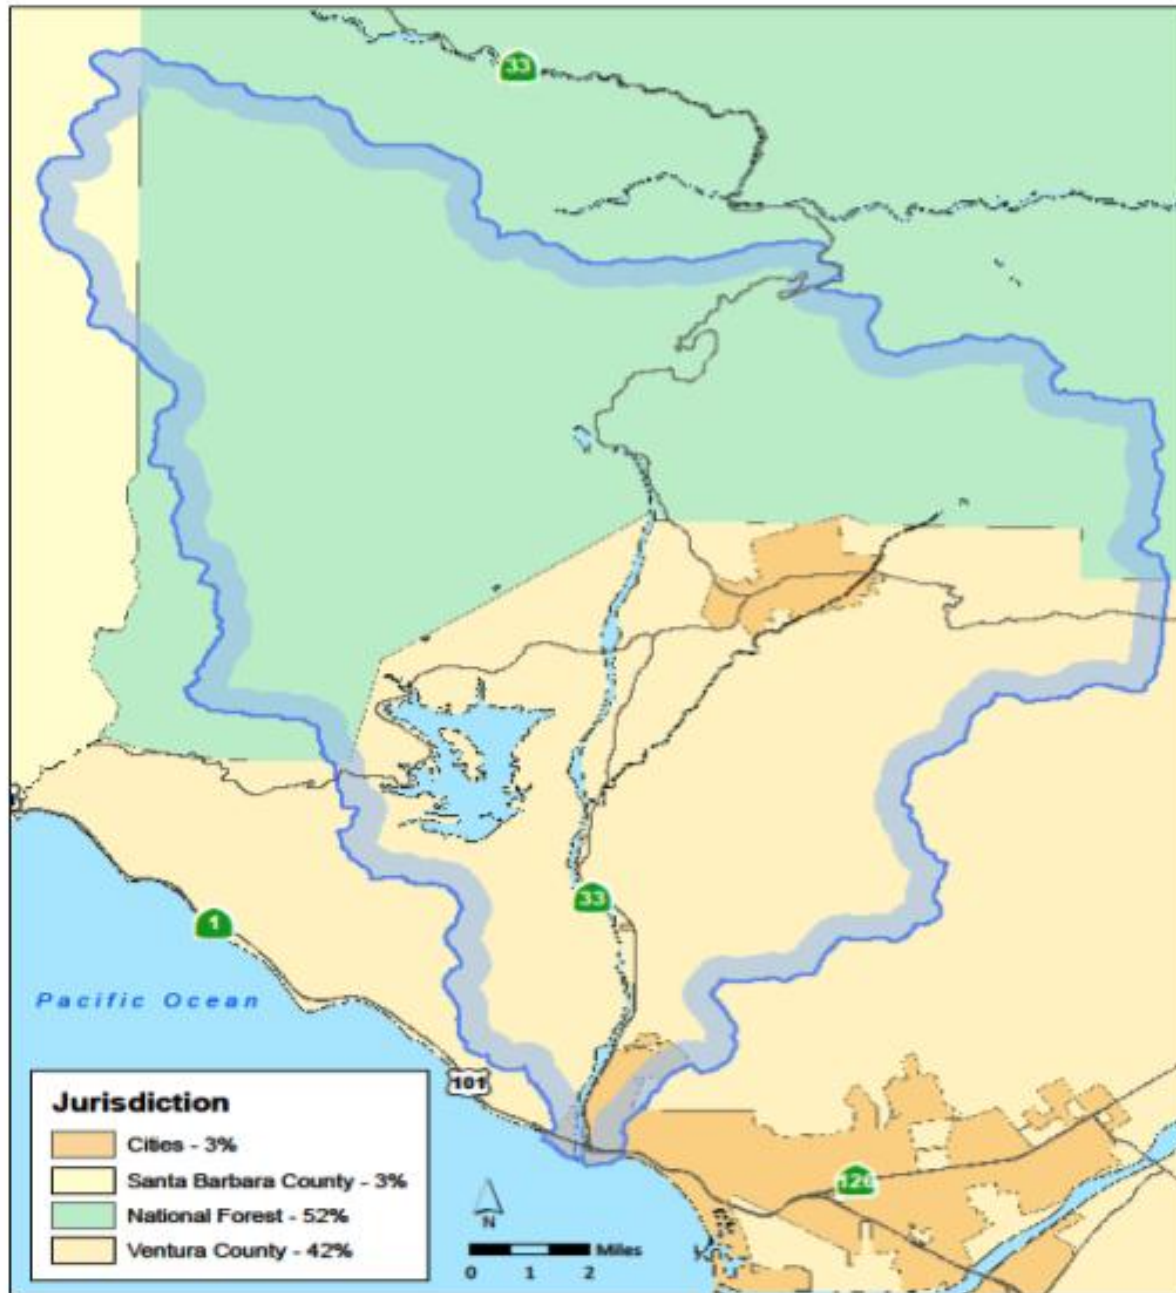 33
33
1
Pacific Ocean
101
Jurisdiction
Cities - 3%
Santa Barbara County - 3%
National Forest - 52%
Ventura County - 42%
N
Miles
0 1 2
126